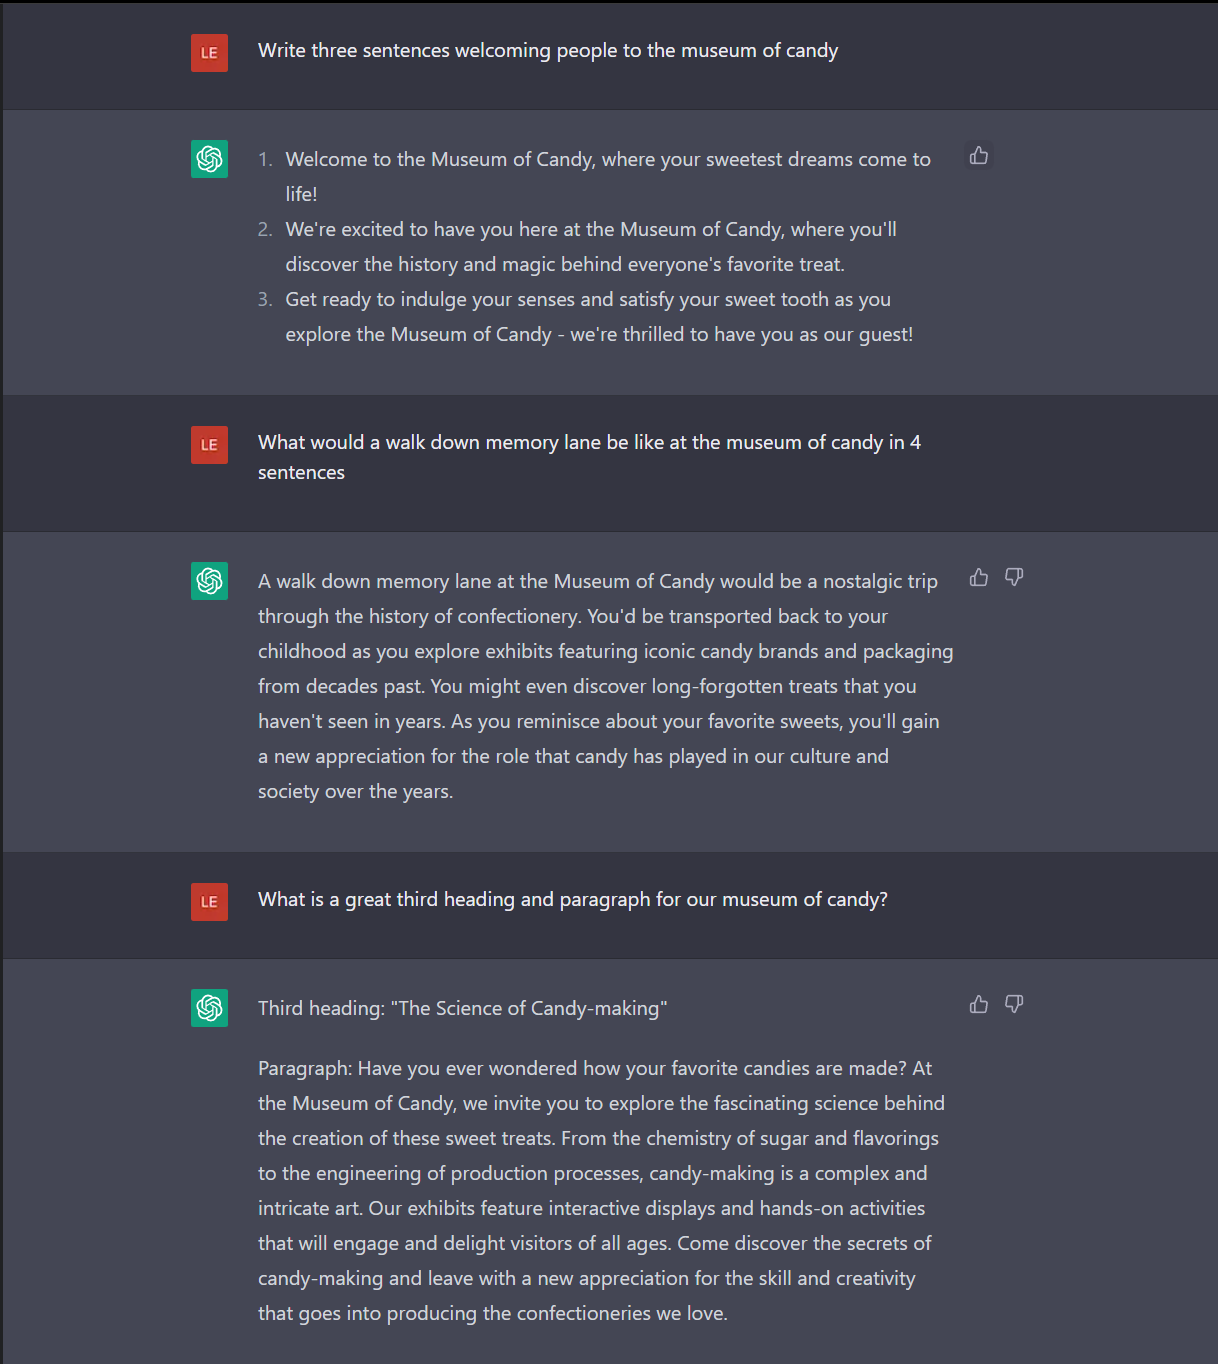 LE
Write three sentences welcoming people to the museum of candy
1. Welcome to the Museum of Candy, where your sweetest dreams come to
life!
2. We're excited to have you here at the Museum of Candy, where you'll
discover the history and magic behind everyone's favorite treat.
3. Get ready to indulge your senses and satisfy your sweet tooth as you
explore the Museum of Candy - we're thrilled to have you as our guest!
LE
What would a walk down memory lane be like at the museum of candy in 4
sentences
A walk down memory lane at the Museum of Candy would be a nostalgic trip
through the history of confectionery. You'd be transported back to your
childhood as you explore exhibits featuring iconic candy brands and packaging
from decades past. You might even discover long-forgotten treats that you
haven't seen in years. As you reminisce about your favorite sweets, you'll gain
a new appreciation for the role that candy has played in our culture and
society over the years.
LE
What is a great third heading and paragraph for our museum of candy?
Third heading: "The Science of Candy-making"
Paragraph: Have you ever wondered how your favorite candies are made? At
the Museum of Candy, we invite you to explore the fascinating science behind
the creation of these sweet treats. From the chemistry of sugar and flavorings
to the engineering of production processes, candy-making is a complex and
intricate art. Our exhibits feature interactive displays and hands-on activities
that will engage and delight visitors of all ages. Come discover the secrets of
candy-making and leave with a new appreciation for the skill and creativity
that goes into producing the confectioneries we love.